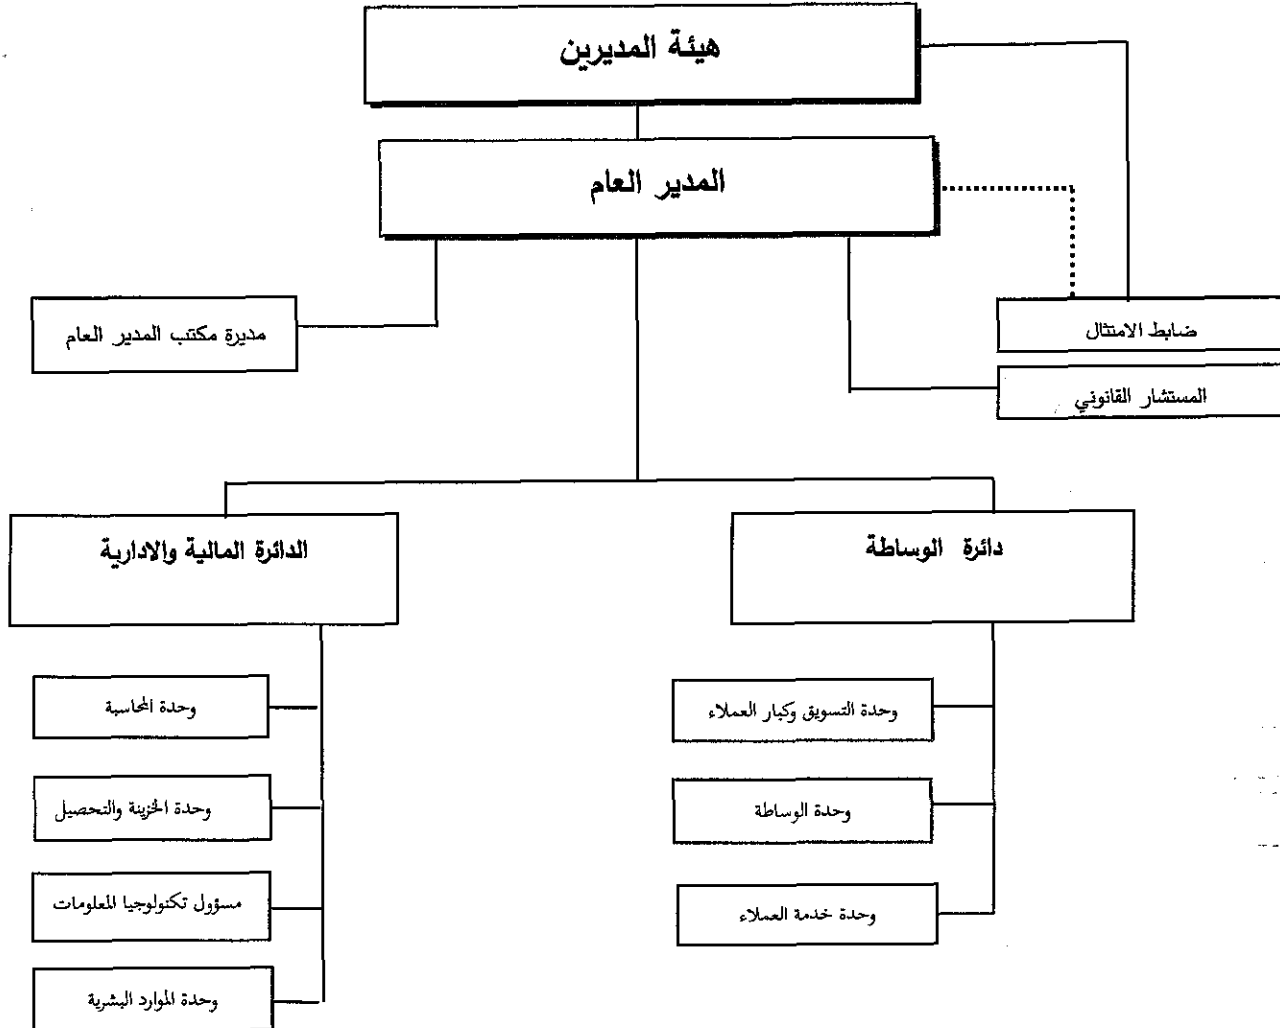 هيئة المديرين
المدير العام
مديرة مكتب المدير العام
ضابط الامتثال
المستشار القانوني
دائرة الوساطة
الدائرة المالية والادارية
وحدة التسويق وكبار العملاء
وحدة الوساطة
وحدة خدمة العملاء
وحدة المحاسبة
وحدة الخزينة والتحصيل
مسؤول تكنولوجيا المعلومات
وحدة الموارد البشرية